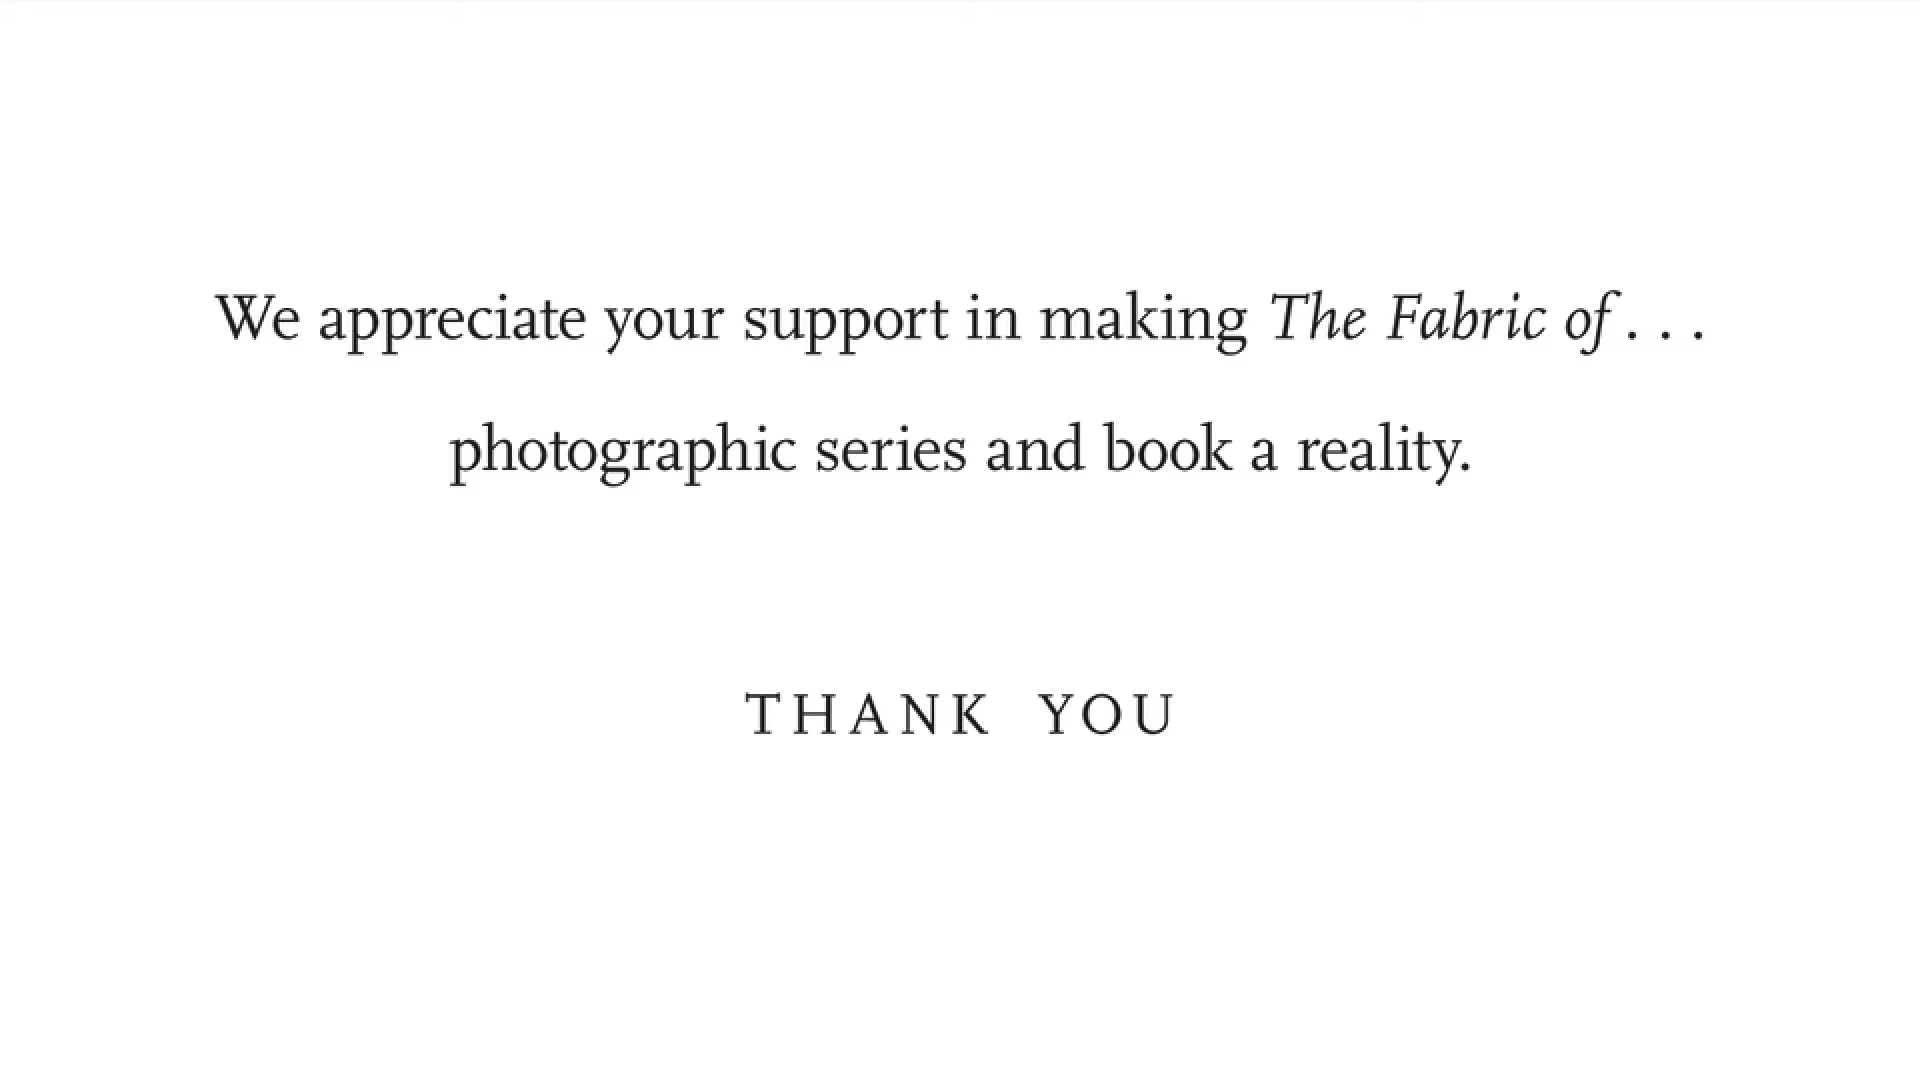 We appreciate your support in making The Fabric of . . .
photographic series and book a reality.
THANK YOU